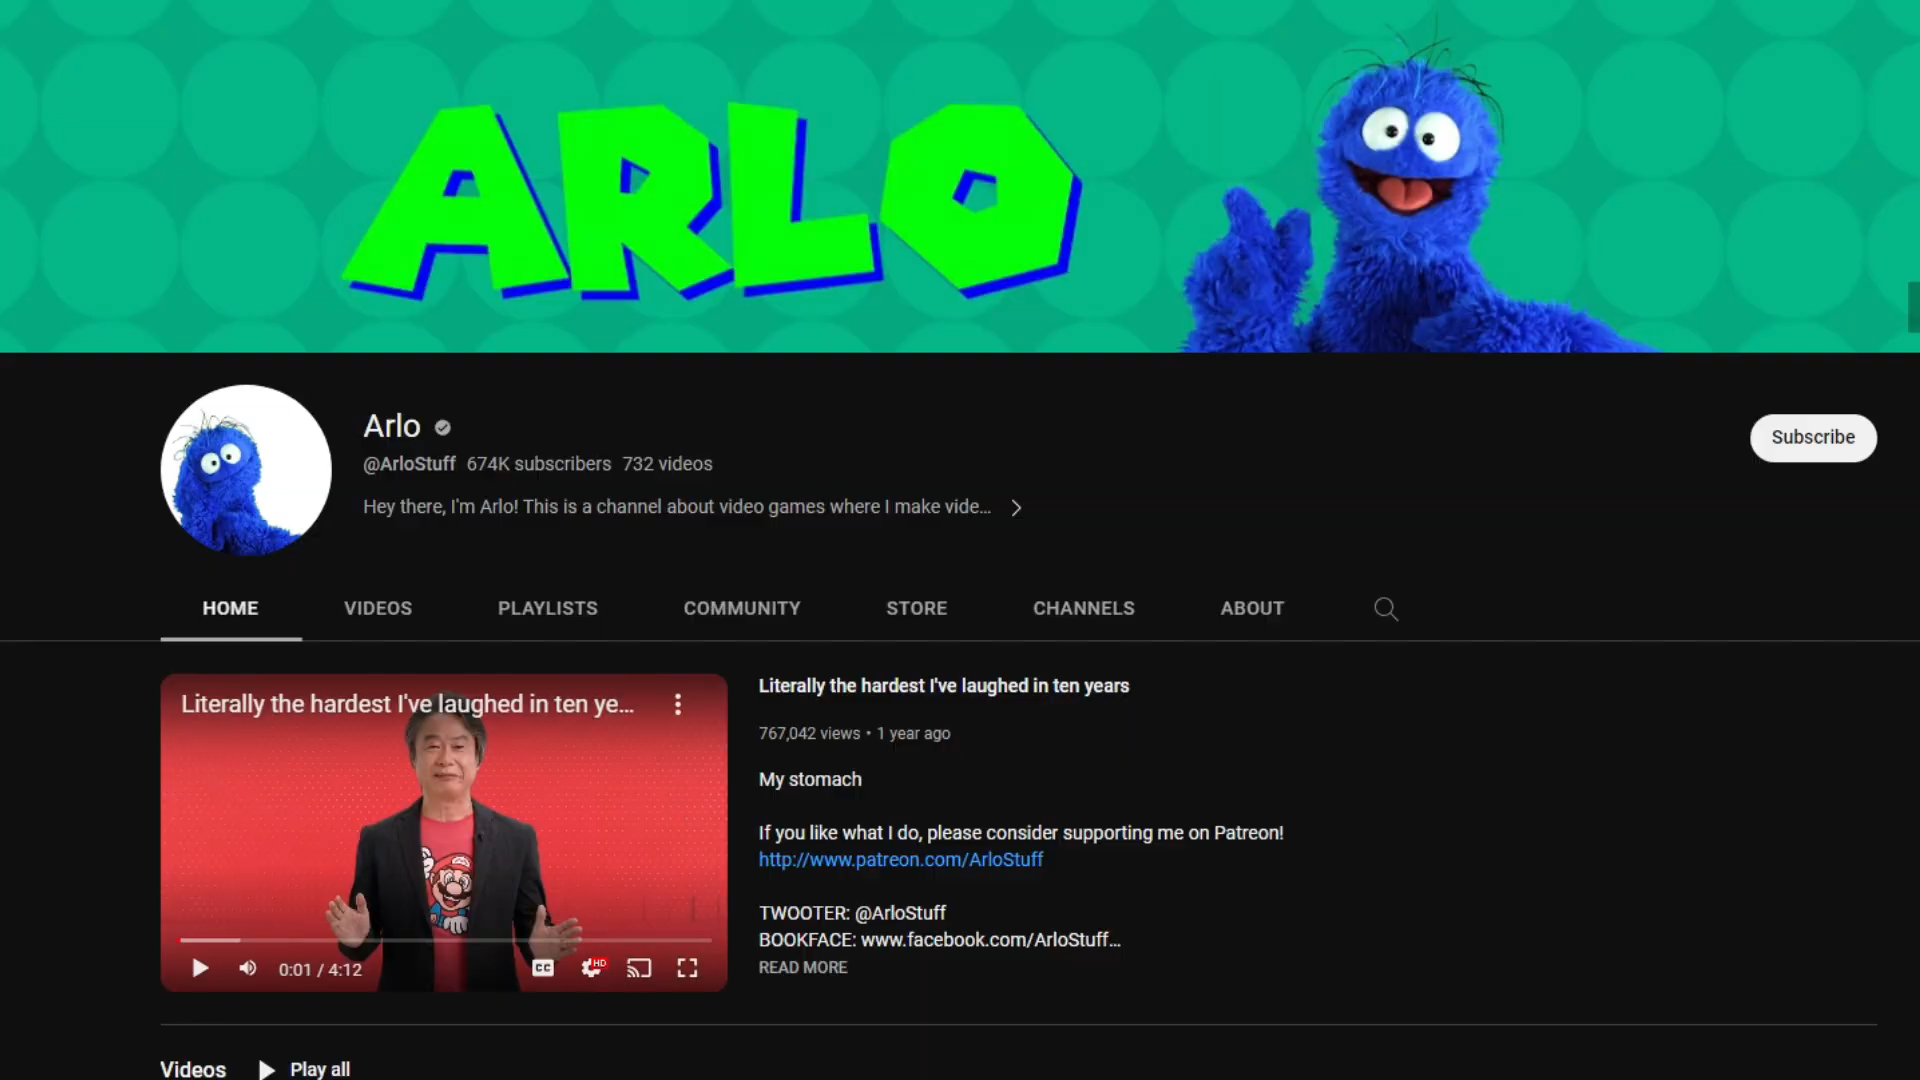 ARLO
Arlo
@ArloStuff 674K subscribers 732 videos
Hey there, I'm Arlo! This is a channel about video games where I make vide...
Subscribe
HOME VIDEOS PLAYLISTS COMMUNITY STORE CHANNELS ABOUT
Literally the hardest I've laughed in ten ye...
0:01 / 4:12
CC
HD
Literally the hardest I've laughed in ten years
767,042 views • 1 year ago
My stomach
If you like what I do, please consider supporting me on Patreon!
http://www.patreon.com/ArloStuff
TWOOTER: @ArloStuff
BOOKFACE: www.facebook.com/ArloStuff...
READ MORE
Videos Play all